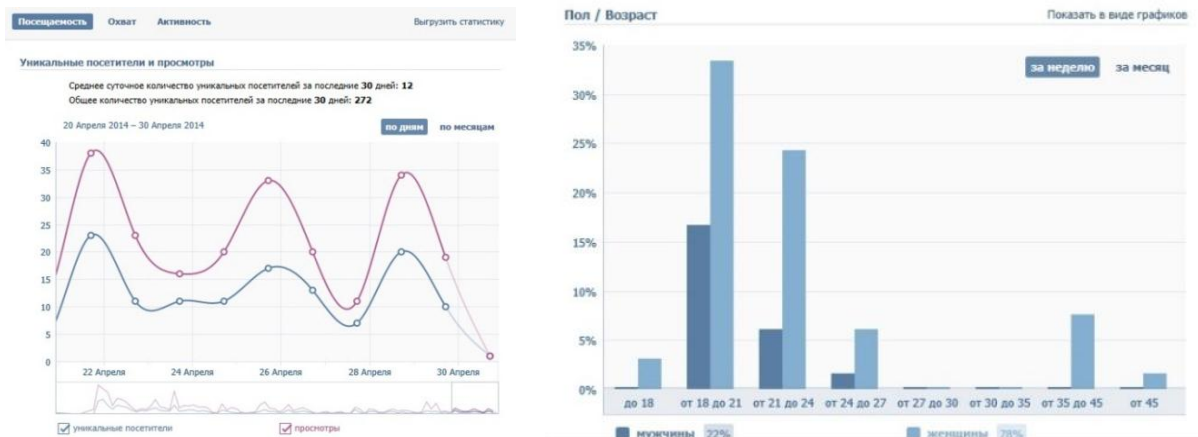 Посещаемость Охват Активность Выгрузить статистику
Уникальные посетители и просмотры
Среднее суточное количество уникальных посетителей за последние 30 дней: 12
Общее количество уникальных посетителей за последние 30 дней: 272
20 Апреля 2014 – 30 Апреля 2014 по дням по месяцам
40
35
30
25
20
15
10
5
0
22 Апреля 24 Апреля 26 Апреля 28 Апреля 30 Апреля
уникальные посетители просмотры
Пол / Возраст Показать в виде графиков
за неделю за месяц
35%
30%
25%
20%
15%
10%
5%
0%
до 18 от 18 до 21 от 21 до 24 от 24 до 27 от 27 до 30 от 30 до 35 от 35 до 45 от 45
мужчины 22% женщины 78%